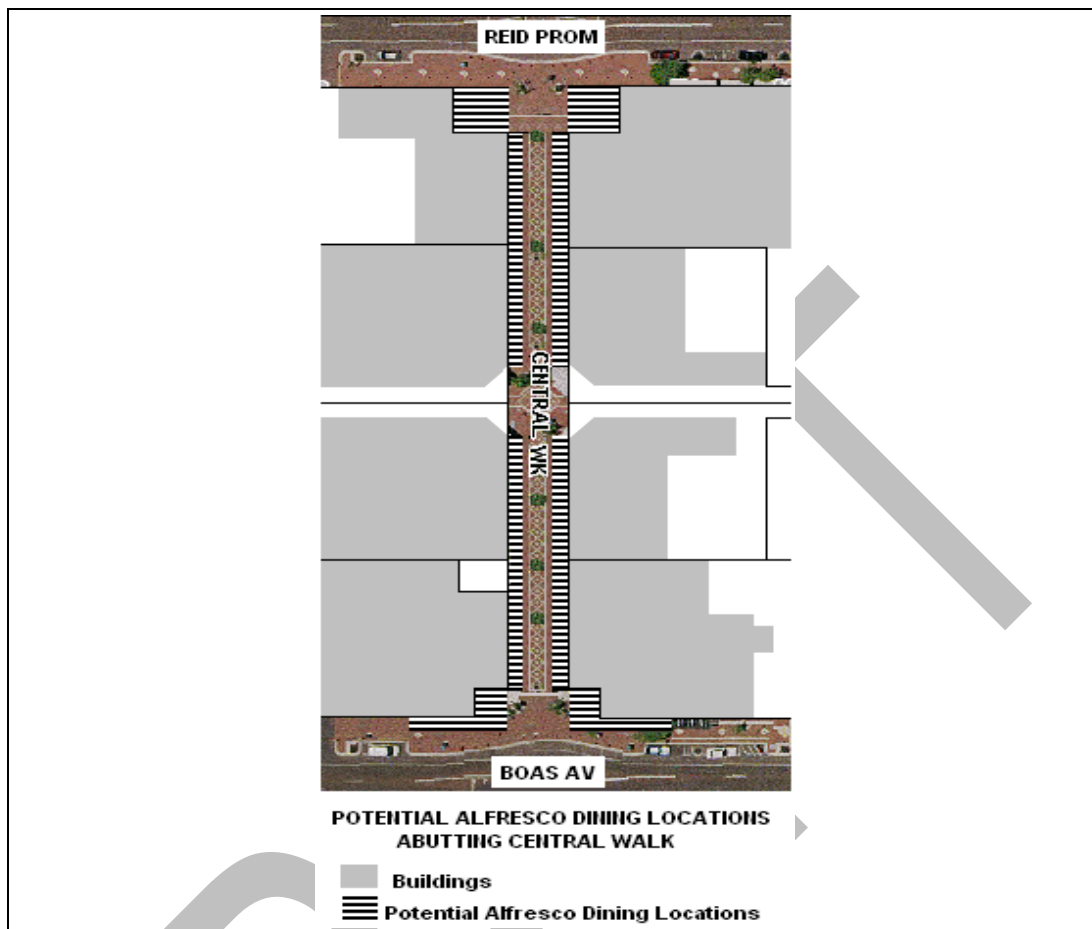 REID PROM
CENTRAL WK
BOAS AV
POTENTIAL ALFRESCO DINING LOCATIONS
ABUTTING CENTRAL WALK
Buildings
Potential Alfresco Dining Locations